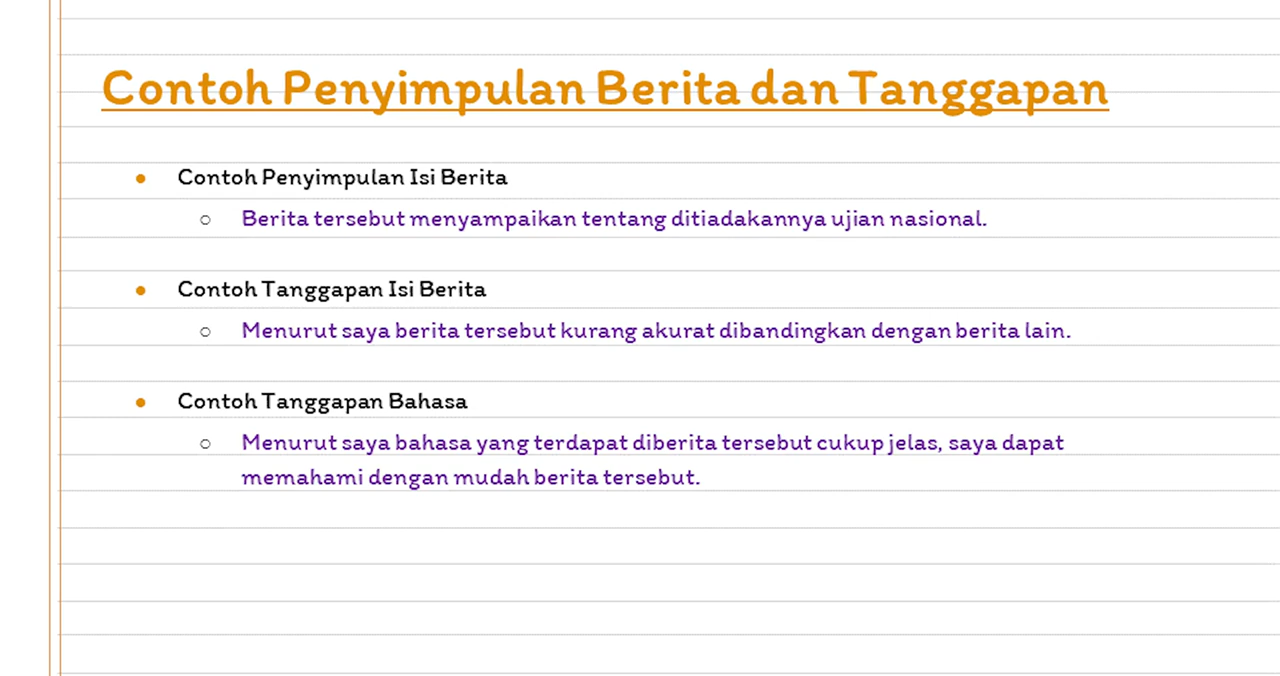 Contoh Penyimpulan Berita dan Tanggapan
● Contoh Penyimpulan Isi Berita
○ Berita tersebut menyampaikan tentang ditiadakannya ujian nasional.
● Contoh Tanggapan Isi Berita
○ Menurut saya berita tersebut kurang akurat dibandingkan dengan berita lain.
● Contoh Tanggapan Bahasa
○ Menurut saya bahasa yang terdapat diberita tersebut cukup jelas, saya dapat
memahami dengan mudah berita tersebut.